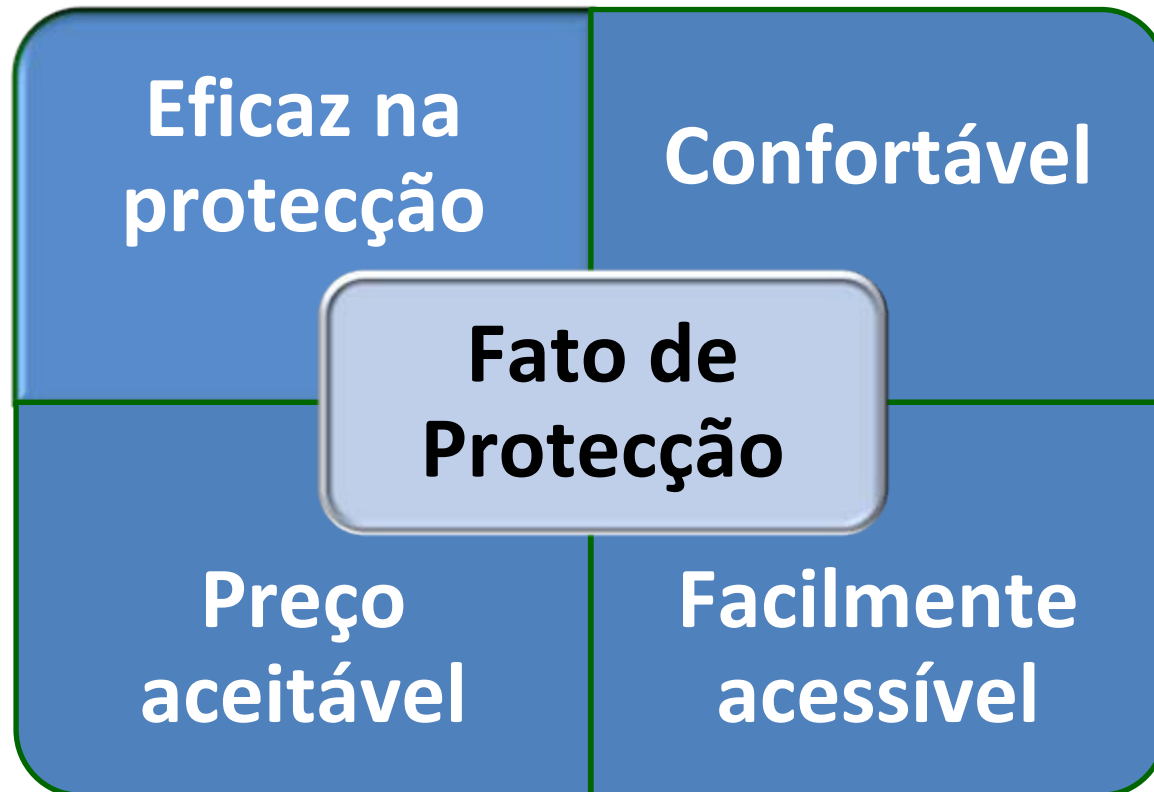 Eficaz na
protecção
Confortável
Fato de
Protecção
Preço
aceitável
Facilmente
acessível